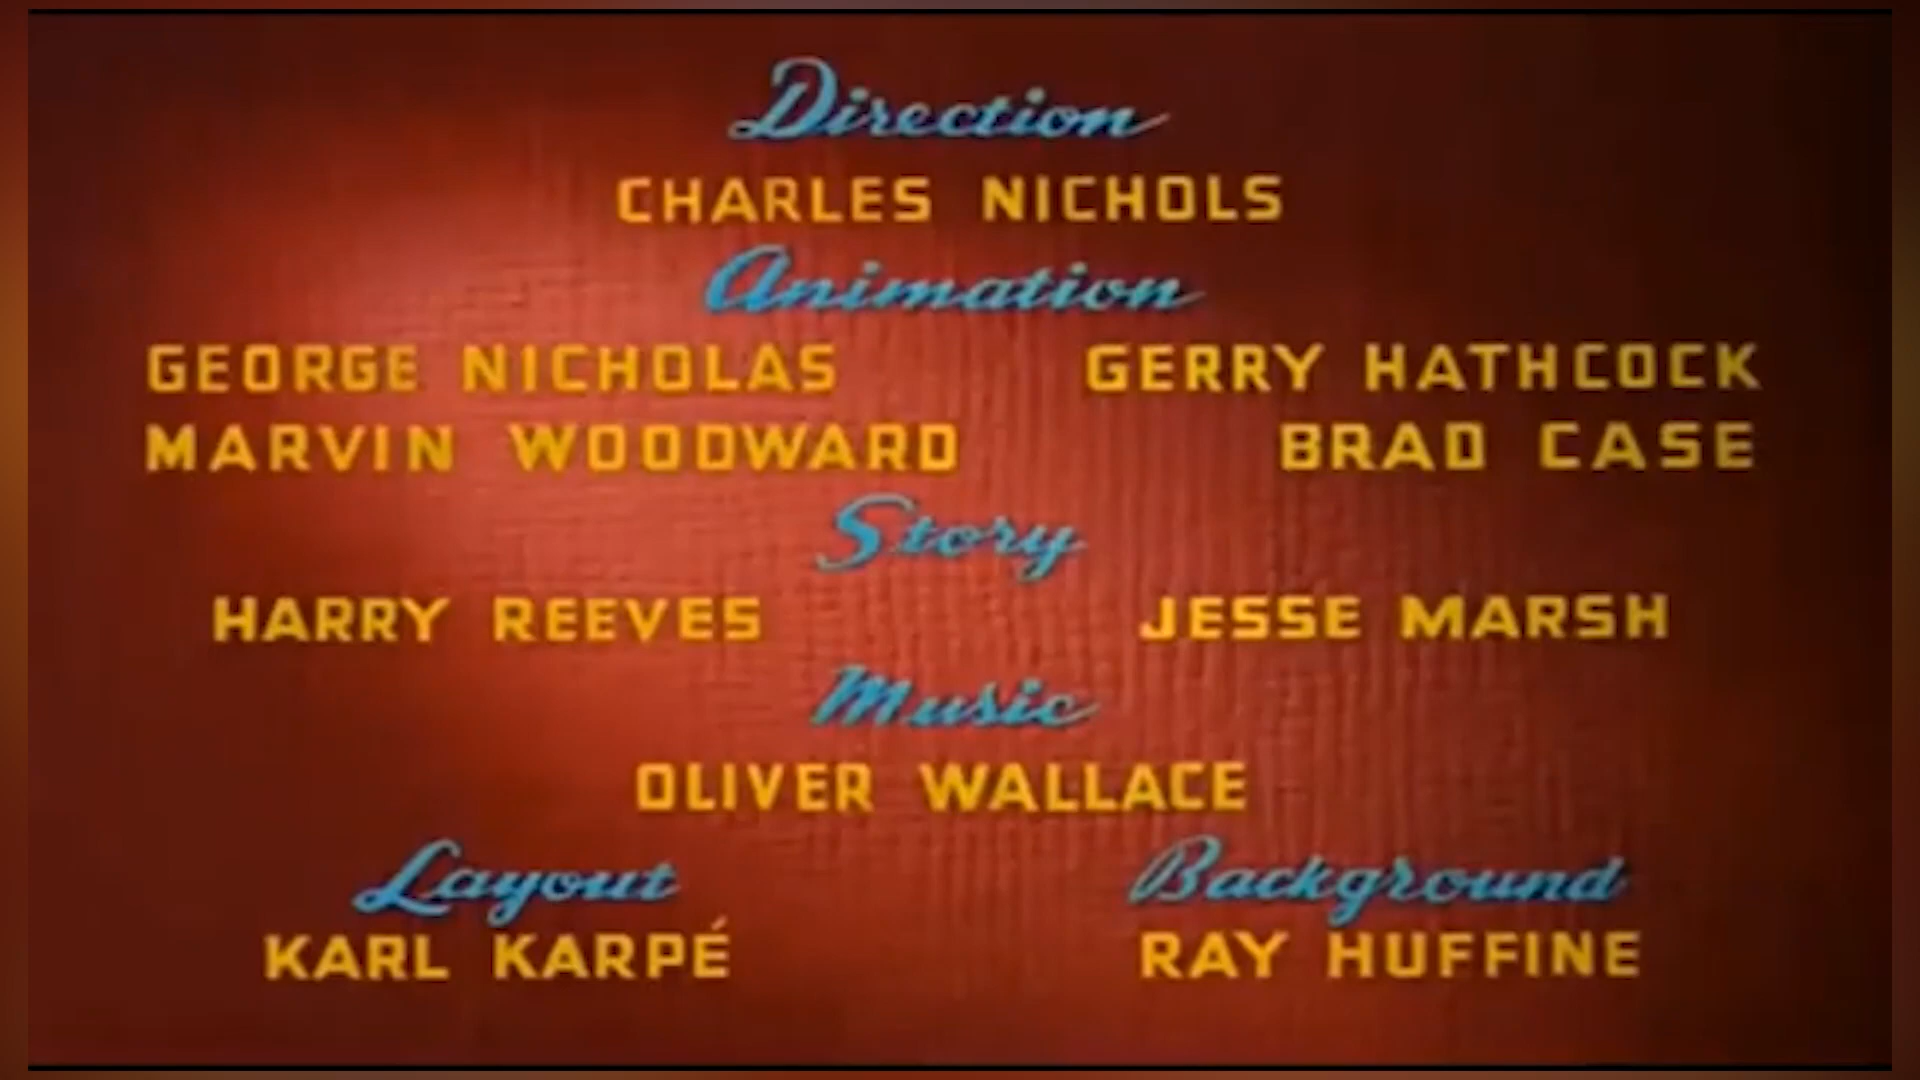 Direction
CHARLES NICHOLS
Animation
GEORGE NICHOLAS GERRY HATHCOCK
MARVIN WOODWARD BRAD CASE
Story
HARRY REEVES JESSE MARSH
Music
OLIVER WALLACE
Layout Background
KARL KARPÉ RAY HUFFINE